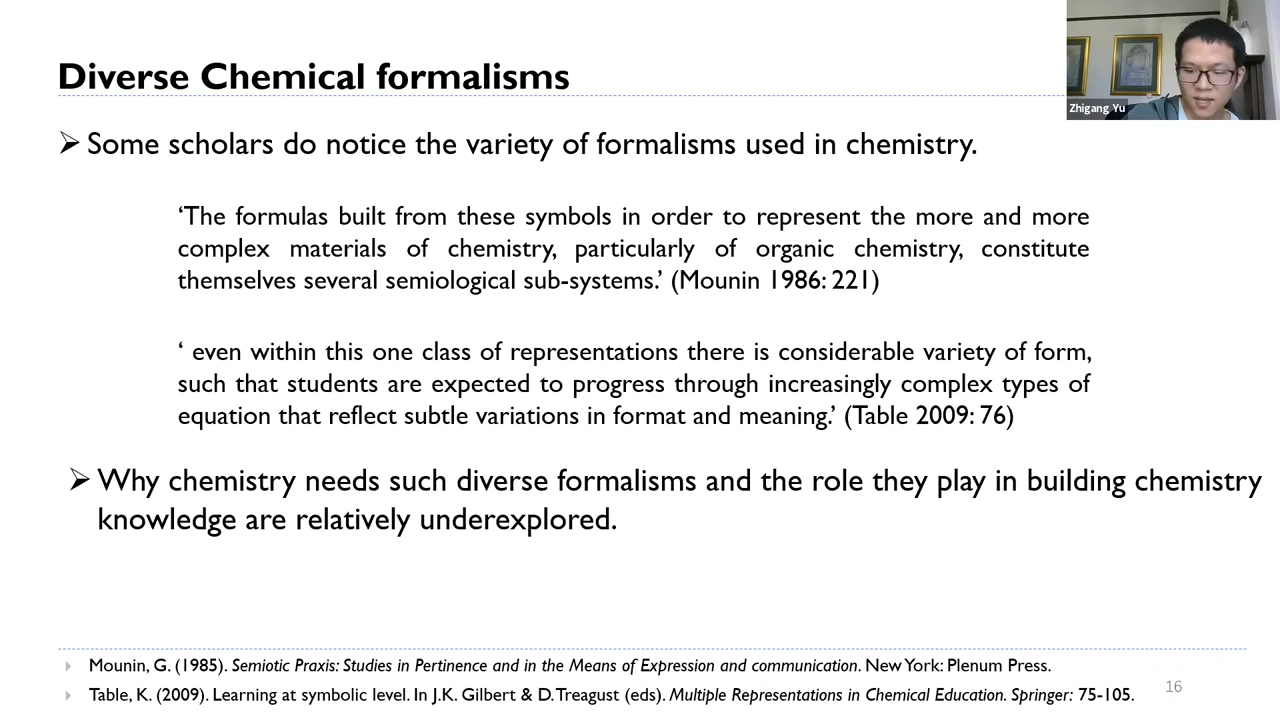 Diverse Chemical formalisms
Zhigang Yu
Some scholars do notice the variety of formalisms used in chemistry.
‘The formulas built from these symbols in order to represent the more and more
complex materials of chemistry, particularly of organic chemistry, constitute
themselves several semiological sub-systems.’ (Mounin 1986: 221)
‘ even within this one class of representations there is considerable variety of form,
such that students are expected to progress through increasingly complex types of
equation that reflect subtle variations in format and meaning.’ (Table 2009: 76)
Why chemistry needs such diverse formalisms and the role they play in building chemistry
knowledge are relatively underexplored.
Mounin, G. (1985). Semiotic Praxis: Studies in Pertinence and in the Means of Expression and communication. New York: Plenum Press.
Table, K. (2009). Learning at symbolic level. In J.K. Gilbert & D. Treagust (eds). Multiple Representations in Chemical Education. Springer: 75-105.
16